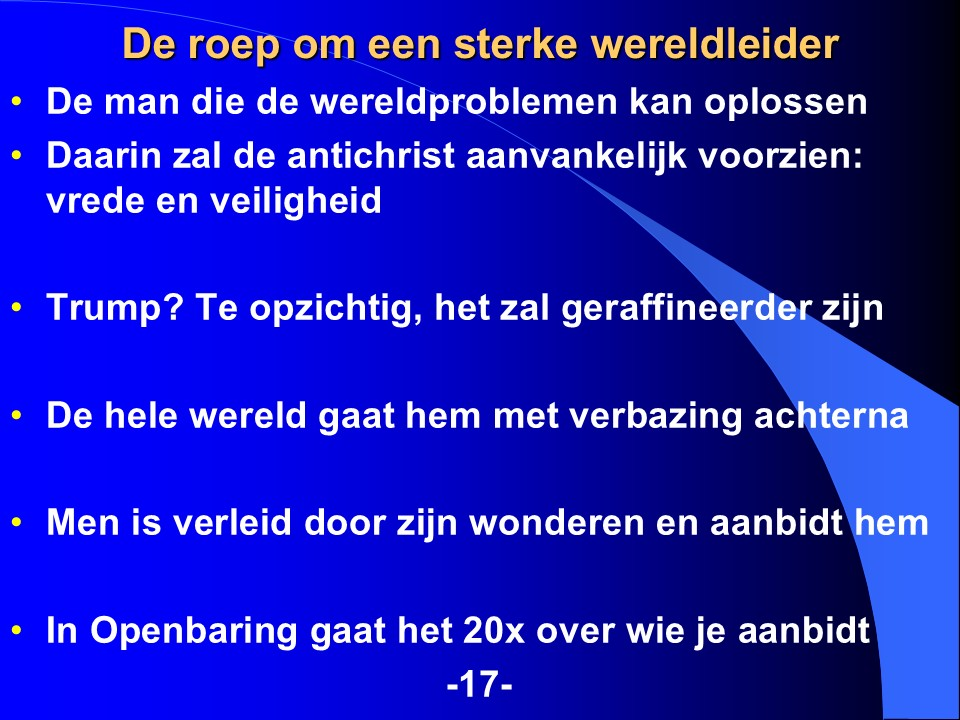 De roep om een sterke wereldleider
• De man die de wereldproblemen kan oplossen
• Daarin zal de antichrist aanvankelijk voorzien:
vrede en veiligheid
• Trump? Te opzichtig, het zal geraffineerder zijn
• De hele wereld gaat hem met verbazing achterna
• Men is verleid door zijn wonderen en aanbidt hem
• In Openbaring gaat het 20x over wie je aanbidt
-17-